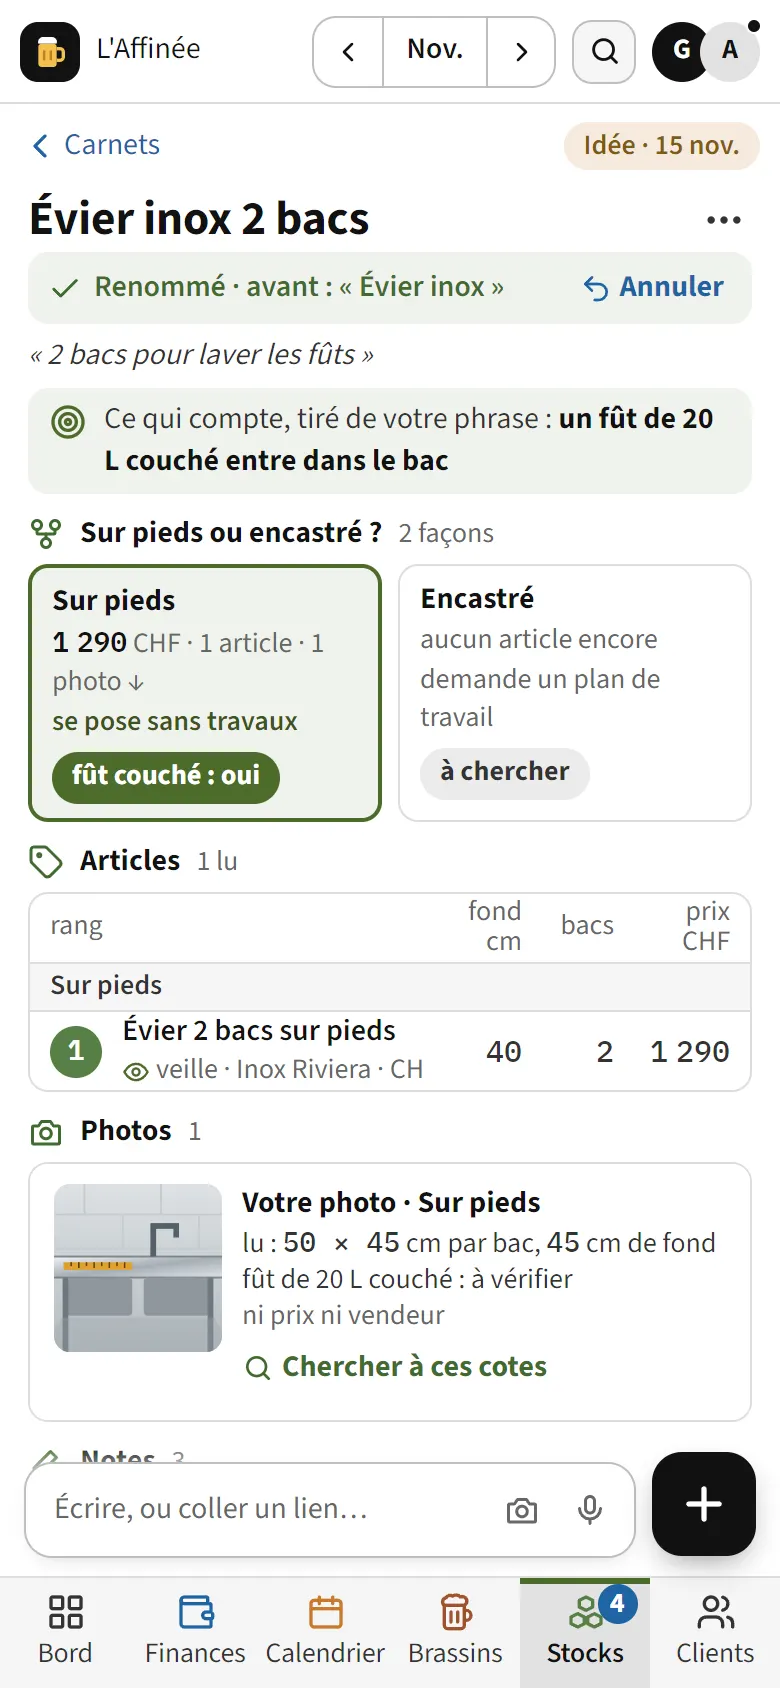 L'Affinée
Nov.
G
A
Carnets
Idée · 15 nov.
Évier inox 2 bacs
Renommé · avant : « Évier inox »
Annuler
« 2 bacs pour laver les fûts »
Ce qui compte, tiré de votre phrase : un fût de 20
L couché entre dans le bac
Sur pieds ou encastré ? 2 façons
Sur pieds
1 290 CHF · 1 article · 1
photo ↓
se pose sans travaux
fût couché : oui
Encastré
aucun article encore
demande un plan de
travail
à chercher
Articles 1 lu
rang
fond
cm
bacs
prix
CHF
Sur pieds
1
Évier 2 bacs sur pieds
veille · Inox Riviera · CH
40
2
1 290
Photos 1
Votre photo · Sur pieds
lu : 50 × 45 cm par bac, 45 cm de fond
fût de 20 L couché : à vérifier
ni prix ni vendeur
Chercher à ces cotes
Notes 3
Écrire, ou coller un lien…
Bord
Finances
Calendrier
Brassins
4
Stocks
Clients